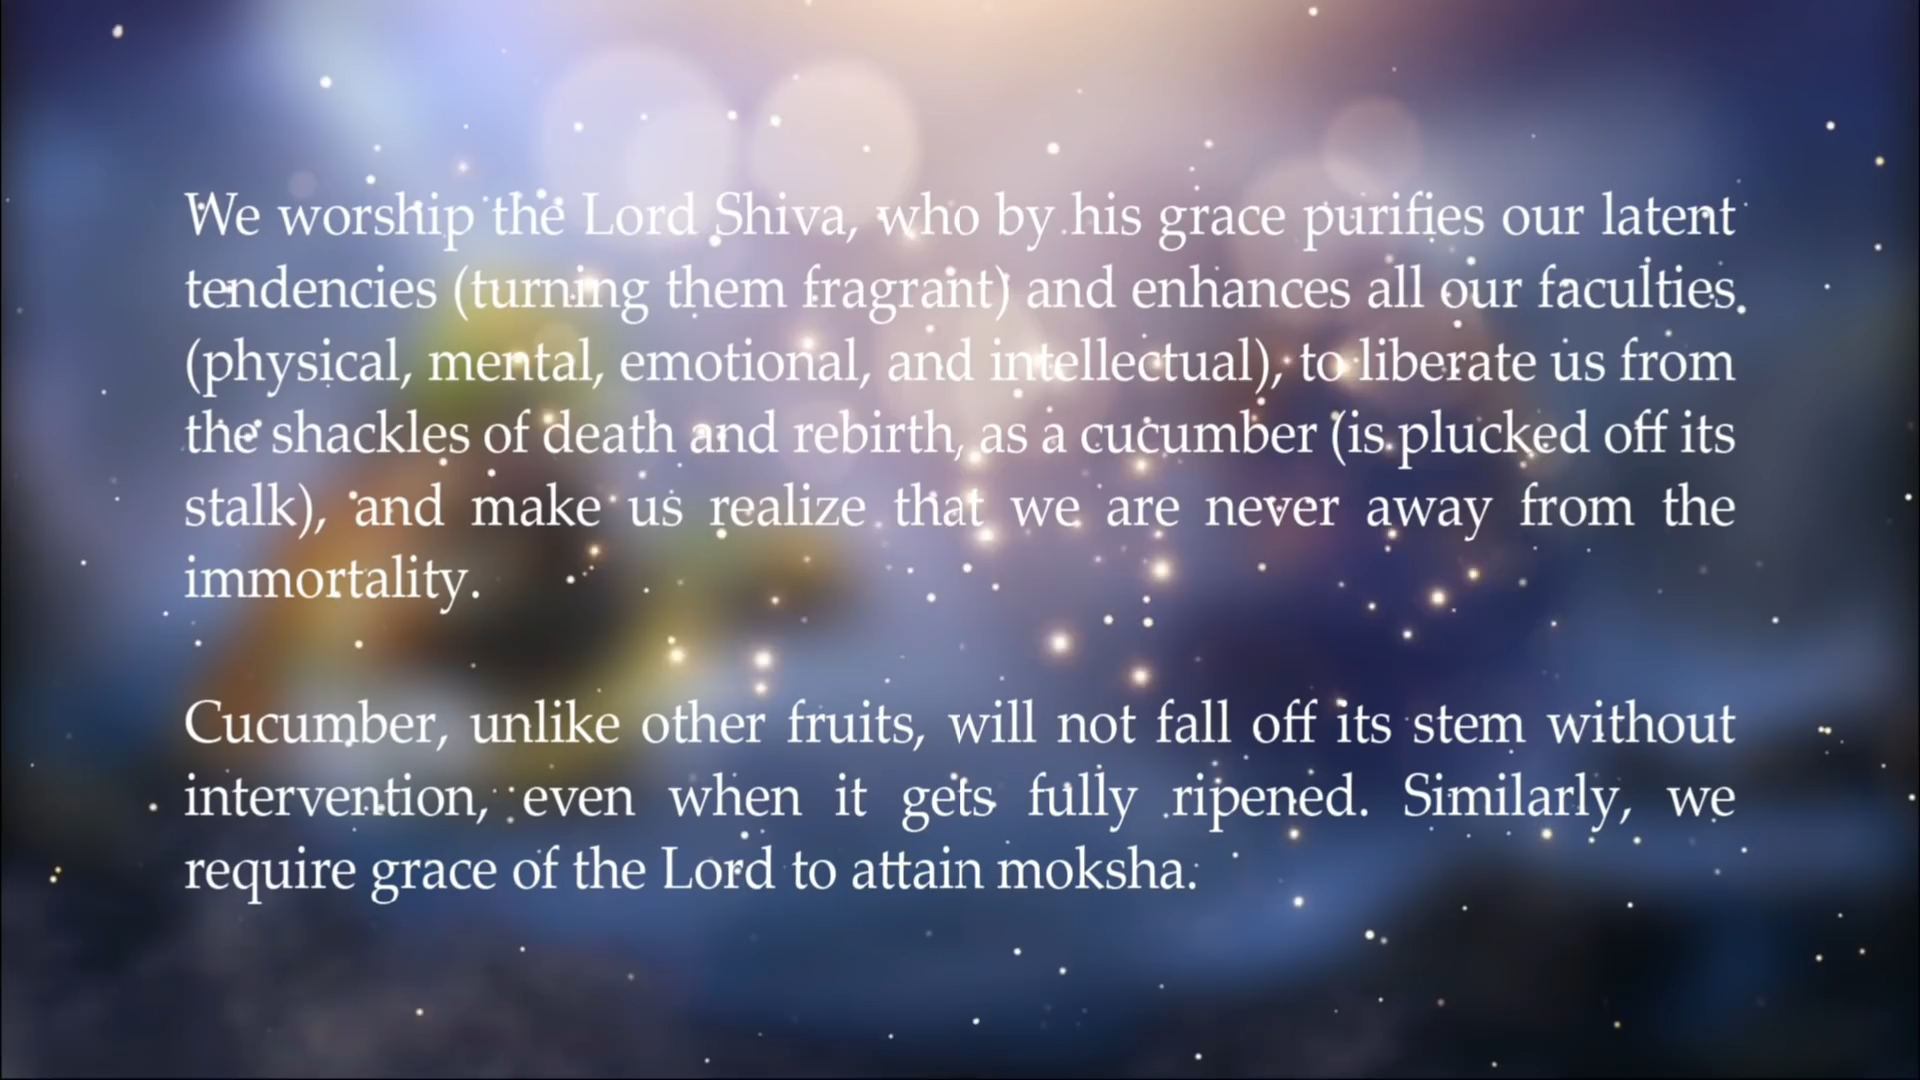 We worship the Lord Shiva, who by his grace purifies our latent
tendencies (turning them fragrant) and enhances all our faculties
(physical, mental, emotional, and intellectual), to liberate us from
the shackles of death and rebirth, as a cucumber (is plucked off its
stalk), and make us realize that we are never away from the
immortality.
Cucumber, unlike other fruits, will not fall off its stem without
intervention, even when it gets fully ripened. Similarly, we
require grace of the Lord to attain moksha.